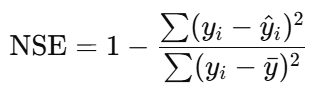 NSE = 1 − ∑(yᵢ − ŷᵢ)² / ∑(yᵢ − ȳ)²